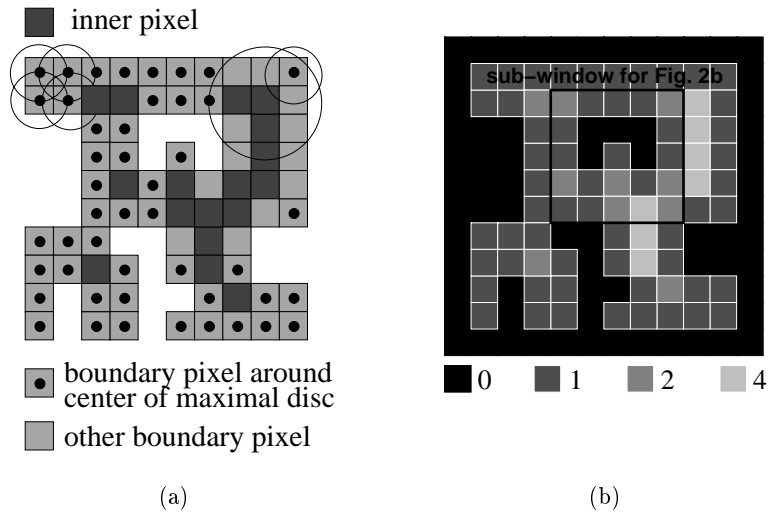 inner pixel
sub-window for Fig. 2b
boundary pixel around
center of maximal disc
other boundary pixel
0 1 2 4
(a) (b)